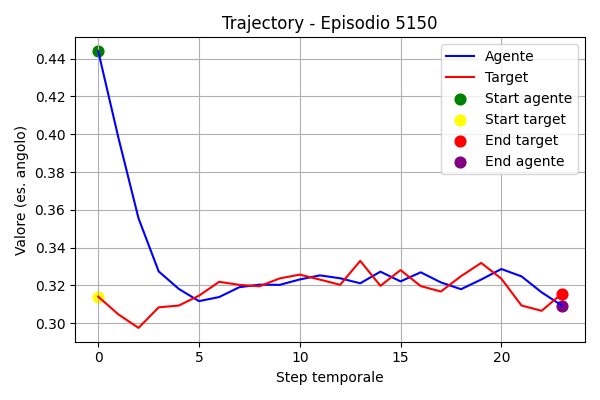 Trajectory - Episodio 5150
Valore (es. angolo)
0.44
0.42
0.40
0.38
0.36
0.34
0.32
0.30
Agente
Target
Start agente
Start target
End target
End agente
0 5 10 15 20
Step temporale